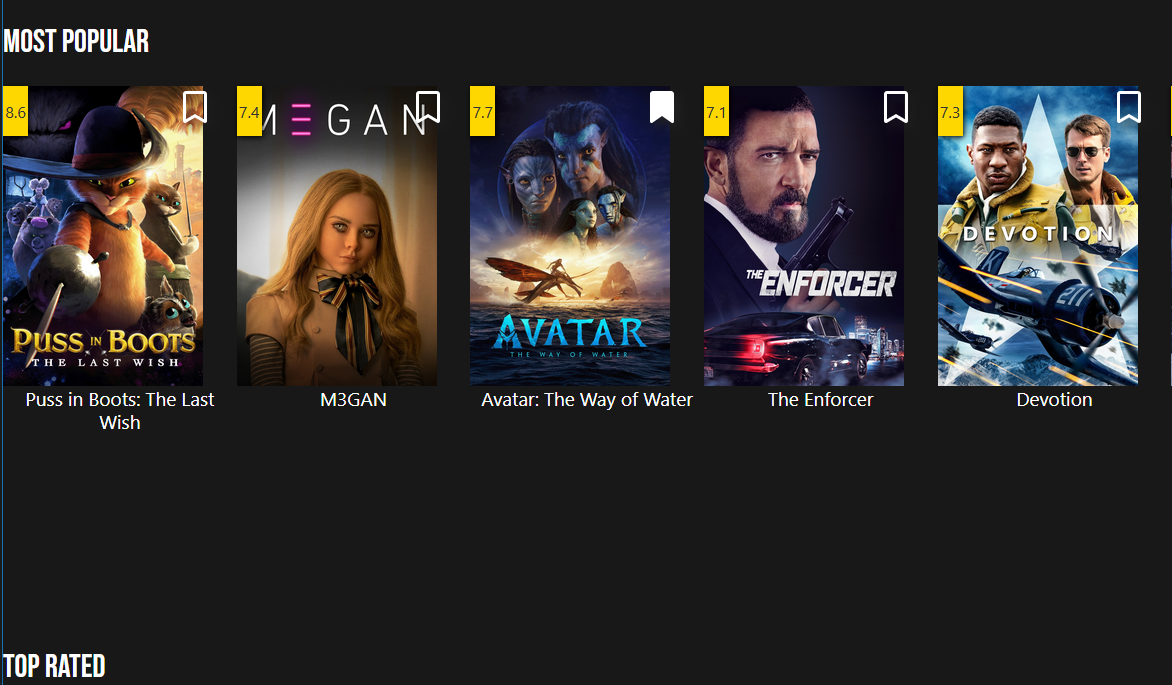 MOST POPULAR
8.6
7.4
7.7
7.1
7.3
M3GAN
DEVOTION
THE ENFORCER
211
PUSS IN BOOTS
THE LAST WISH
AVATAR
THE WAY OF WATER
Puss in Boots: The Last
Wish
M3GAN
Avatar: The Way of Water
The Enforcer
Devotion
TOP RATED